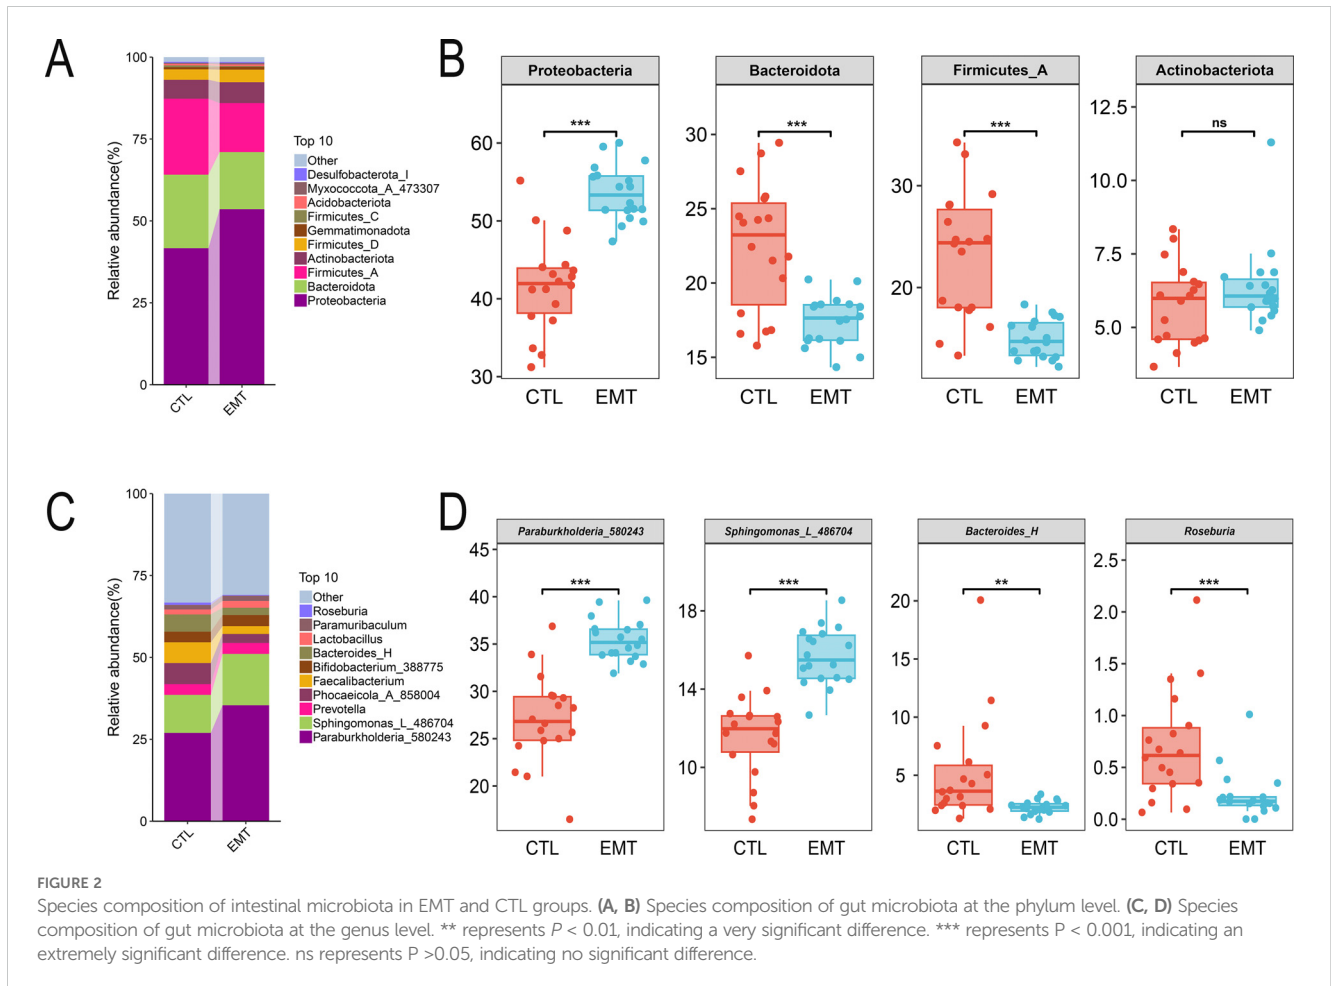 A
100
75
50
25
0
Relative abundance(%)
CTL
EMT
Top 10
Other
Desulfobacterota_I
Myxococcota_A_473307
Acidobacteriota
Firmicutes_C
Gemmatimonadota
Firmicutes_D
Actinobacteriota
Firmicutes_A
Bacteroidota
Proteobacteria
B
Proteobacteria
***
60
50
40
30
CTL EMT
Bacteroidota
***
30
25
20
15
CTL EMT
Firmicutes_A
***
30
20
CTL EMT
Actinobacteriota
ns
12.5
10.0
7.5
5.0
CTL EMT
C
100
75
50
25
0
Relative abundance(%)
CTL
EMT
Top 10
Other
Roseburia
Paramuribaculum
Lactobacillus
Bacteroides_H
Bifidobacterium_388775
Faecalibacterium
Phocaeicola_A_858004
Prevotella
Sphingomonas_L_486704
Paraburkholderia_580243
D
Paraburkholderia_580243
***
45
40
35
30
25
20
CTL EMT
Sphingomonas_L_486704
***
18
14
10
CTL EMT
Bacteroides_H
**
20
15
10
5
CTL EMT
Roseburia
***
2.5
2.0
1.5
1.0
0.5
0.0
CTL EMT
FIGURE 2
Species composition of intestinal microbiota in EMT and CTL groups. (A, B) Species composition of gut microbiota at the phylum level. (C, D) Species
composition of gut microbiota at the genus level. ** represents P < 0.01, indicating a very significant difference. *** represents P < 0.001, indicating an
extremely significant difference. ns represents P >0.05, indicating no significant difference.